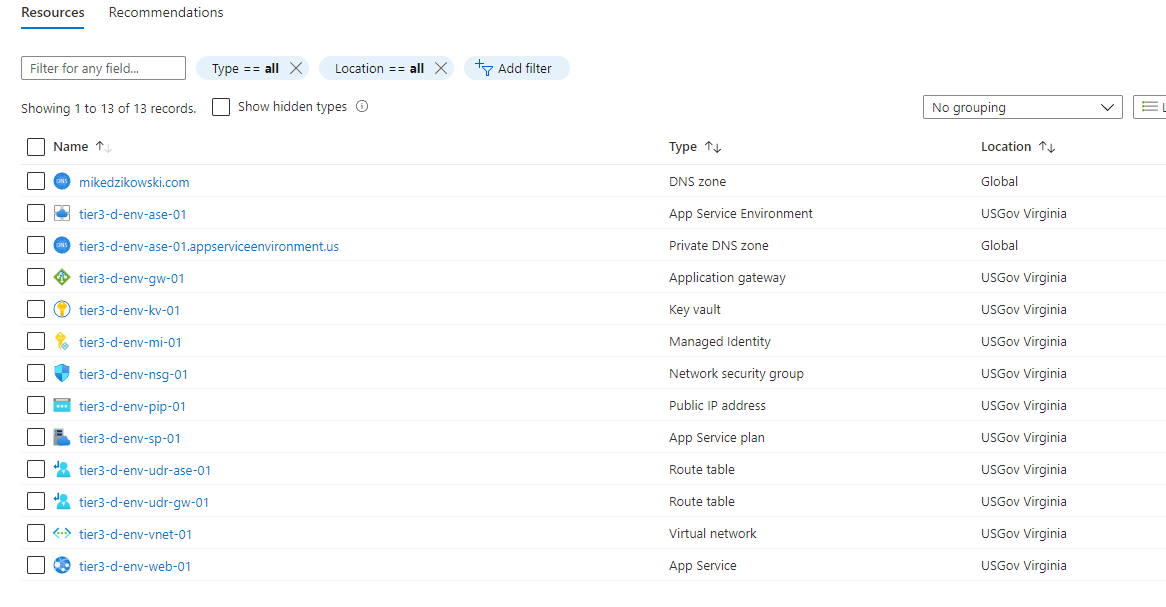 Resources Recommendations
Filter for any field... Type == all Location == all Add filter
Showing 1 to 13 of 13 records. Show hidden types No grouping
Name Type Location
DNS mikedzikowski.com DNS zone Global
tier3-d-env-ase-01 App Service Environment USGov Virginia
DNS tier3-d-env-ase-01.appserviceenvironment.us Private DNS zone Global
tier3-d-env-gw-01 Application gateway USGov Virginia
tier3-d-env-kv-01 Key vault USGov Virginia
tier3-d-env-mi-01 Managed Identity USGov Virginia
tier3-d-env-nsg-01 Network security group USGov Virginia
tier3-d-env-pip-01 Public IP address USGov Virginia
tier3-d-env-sp-01 App Service plan USGov Virginia
tier3-d-env-udr-ase-01 Route table USGov Virginia
tier3-d-env-udr-gw-01 Route table USGov Virginia
tier3-d-env-vnet-01 Virtual network USGov Virginia
tier3-d-env-web-01 App Service USGov Virginia